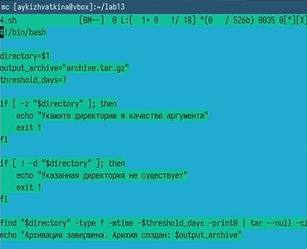 mc [aykizhvatkina@vbox]:~/lab13
4.sh [BM--] 0 L:[ 1+ 0 1/ 18] *(0 / 526b) 0035 0[*][X]
#!/bin/bash
directory=$1
output_archive="archive.tar.gz"
threshold_days=7
if [ -z "$directory" ]; then
echo "Укажите директорию в качестве аргумента"
exit 1
fi
if [ ! -d "$directory" ]; then
echo "Указанная директория не существует"
exit 1
fi
find "$directory" -type f -mtime -$threshold_days -print0 | tar --null -cz
echo "Архивация завершена. Арихив создан: $output_archive"